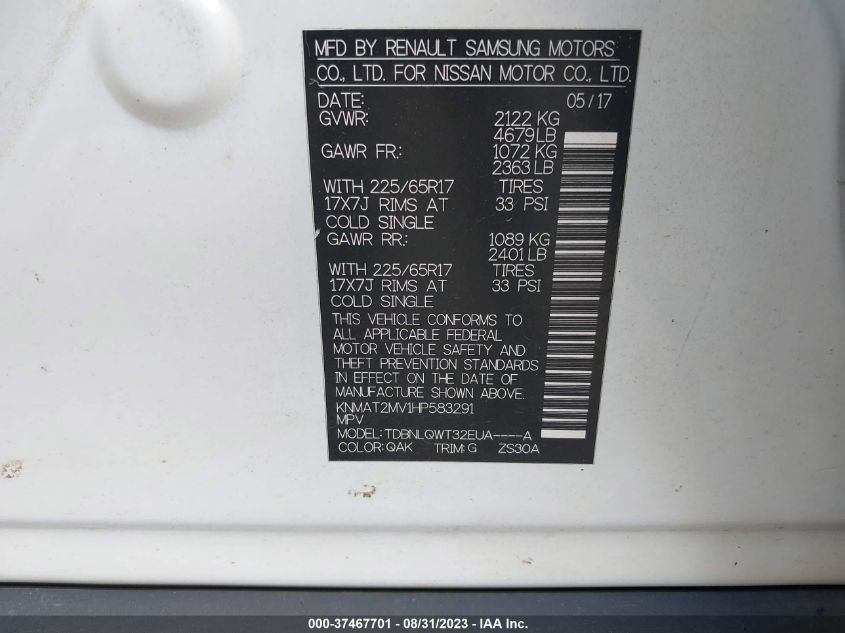 MFD BY RENAULT SAMSUNG MOTORS
CO., LTD. FOR NISSAN MOTOR CO., LTD.
DATE: 05/17
GVWR: 2122 KG
4679 LB
GAWR FR.: 1072 KG
2363 LB
WITH 225/65R17 TIRES
17X7J RIMS AT 33 PSI
COLD SINGLE
GAWR RR.: 1089 KG
2401 LB
WITH 225/65R17 TIRES
17X7J RIMS AT 33 PSI
COLD SINGLE
THIS VEHICLE CONFORMS TO
ALL APPLICABLE FEDERAL
MOTOR VEHICLE SAFETY AND
THEFT PREVENTION STANDARDS
IN EFFECT ON THE DATE OF
MANUFACTURE SHOWN ABOVE.
KNMAT2MV1HP583291
MPV
MODEL: TDBNLQWT32EUA----A
COLOR: QAK TRIM: G ZS30A
000-37467701 - 08/31/2023 - IAA Inc.